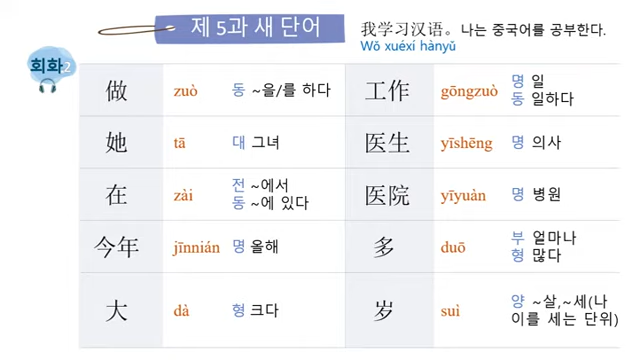 제 5과 새 단어
我学习汉语。나는 중국어를 공부한다.
Wǒ xuéxí hànyǔ
회화2
做 zuò 동 ~을/를 하다 工作 gōngzuò 명 일
동 일하다
她 tā 대 그녀 医生 yīshēng 명 의사
在 zài 전 ~에서
동 ~에 있다 医院 yīyuàn 명 병원
今年 jīnnián 명 올해 多 duō 부 얼마나
형 많다
大 dà 형 크다 岁 suì 양 ~살,~세(나
이를 세는 단위)